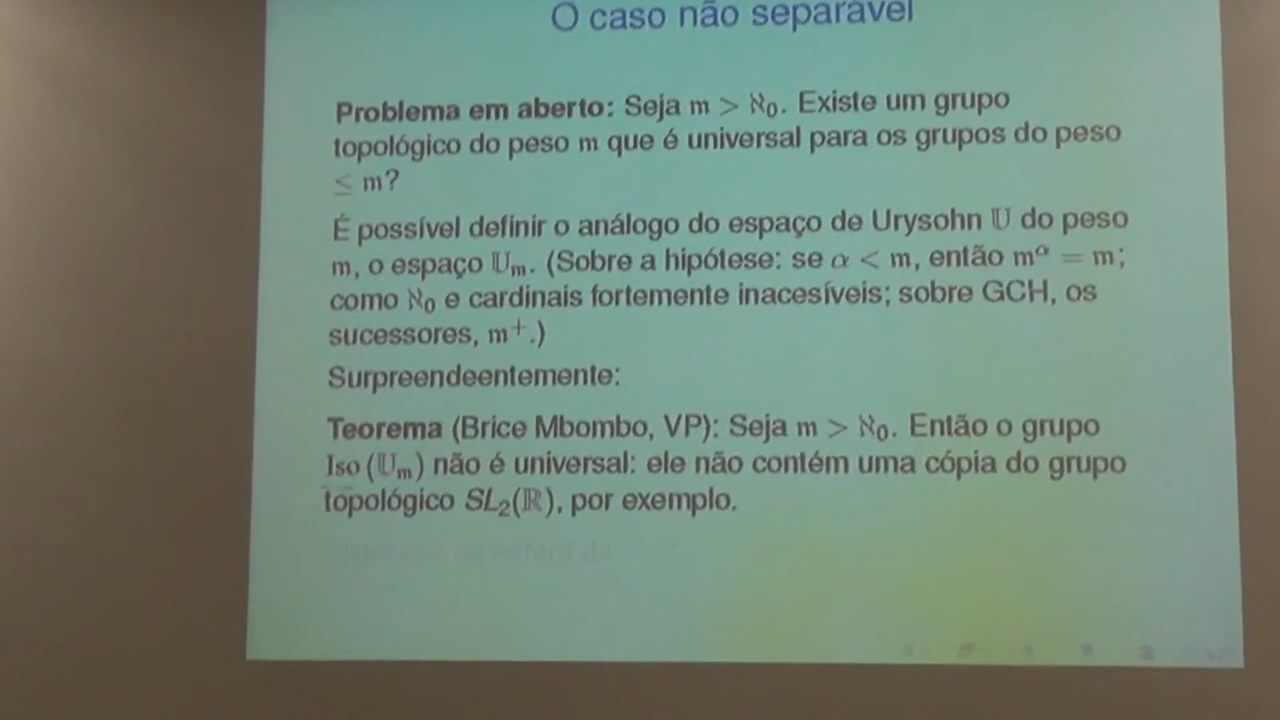 O caso não separável
Problema em aberto: Seja m > ℵ₀. Existe um grupo
topológico do peso m que é universal para os grupos do peso
≤ m?
É possível definir o análogo do espaço de Urysohn 𝕌 do peso
m, o espaço 𝕌ₘ. (Sobre a hipótese: se α < m, então m^α = m;
como ℵ₀ e cardinais fortemente inacesíveis; sobre GCH, os
sucessores, m⁺.)
Surpreendeentemente:
Teorema (Brice Mbombo, VP): Seja m > ℵ₀. Então o grupo
Iso (𝕌ₘ) não é universal: ele não contém uma cópia do grupo
topológico SL₂(ℝ), por exemplo.